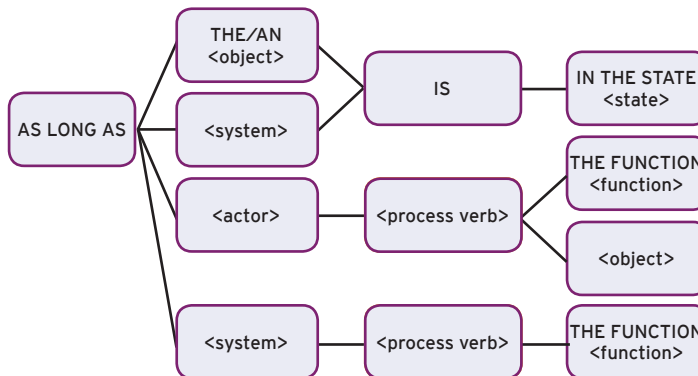 THE/AN
<object>
IS
IN THE STATE
<state>
AS LONG AS
<system>
THE FUNCTION
<function>
<actor>
<process verb>
<object>
<system>
<process verb>
THE FUNCTION
<function>